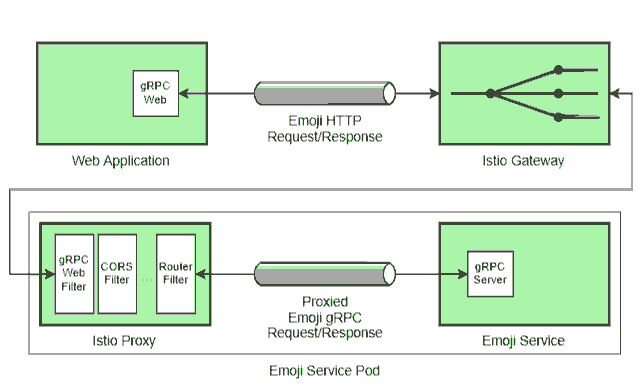 gRPC
Web
Emoji HTTP
Request/Response
Web Application
Istio Gateway
gRPC
Web
Filter
CORS
Filter
...
Router
Filter
gRPC
Server
Proxied
Emoji gRPC
Request/Response
Istio Proxy
Emoji Service
Emoji Service Pod